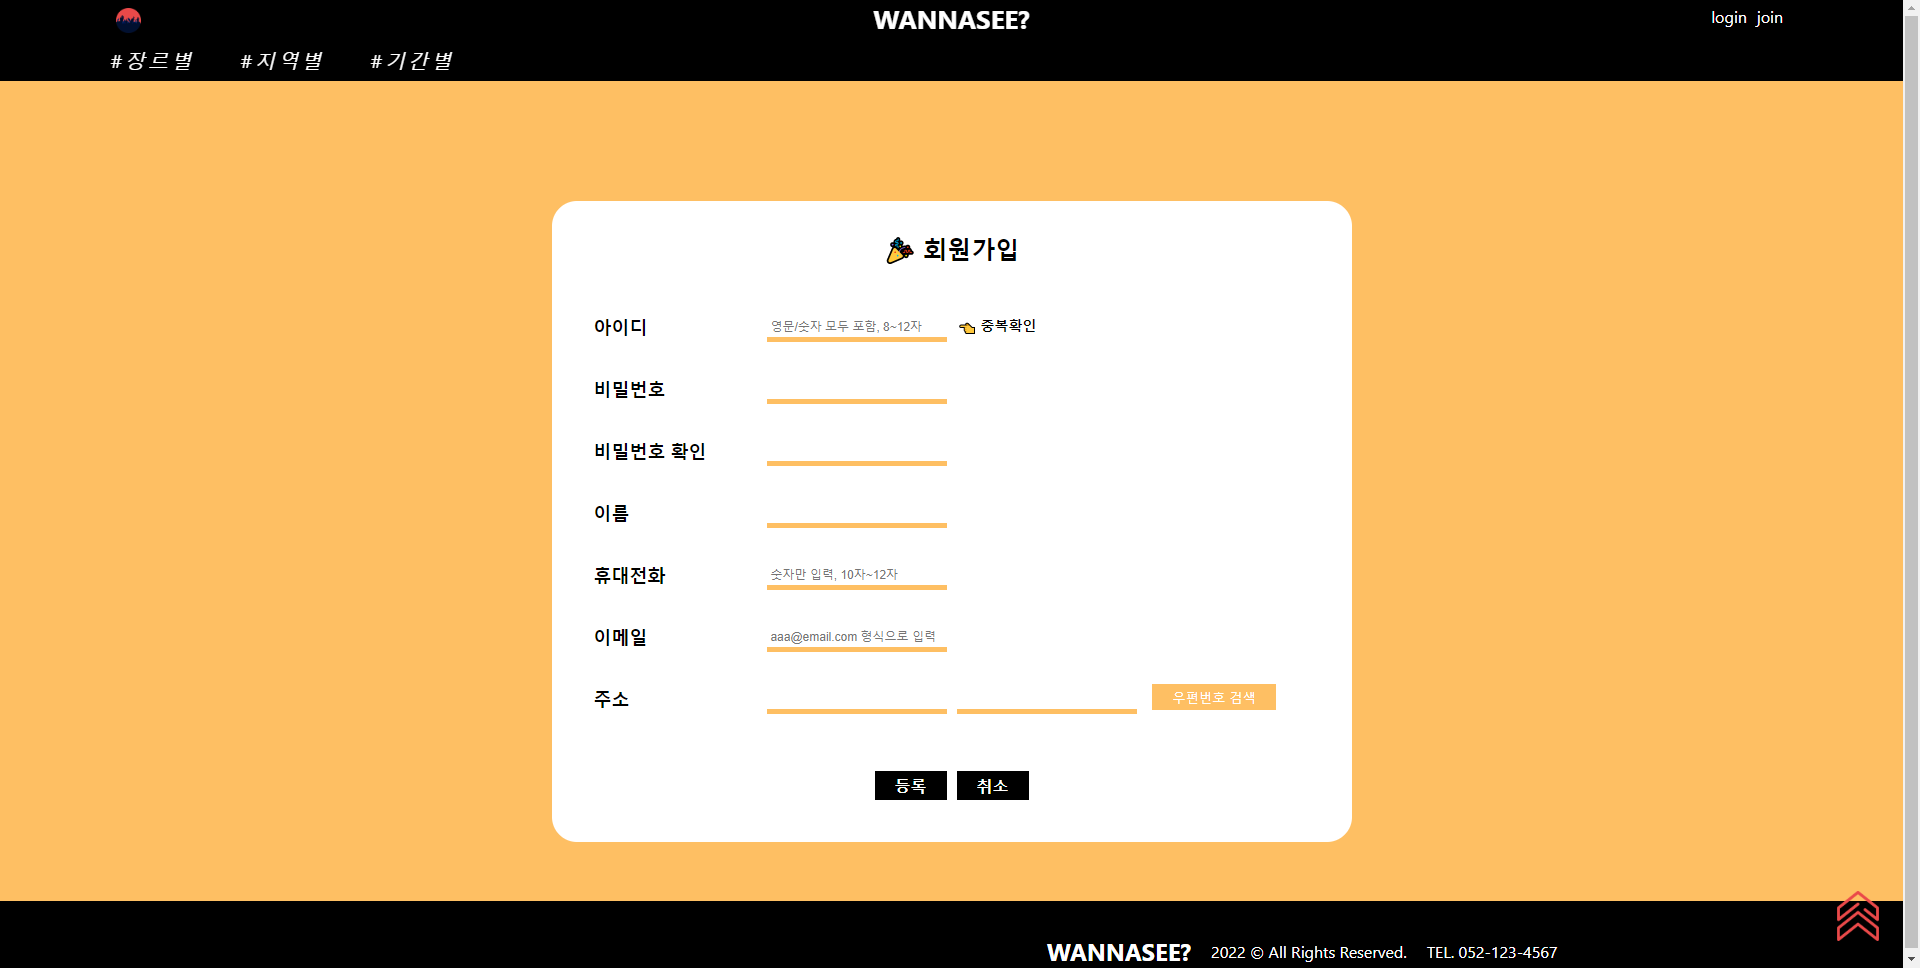 WANNASEE?
login join
#장르별 #지역별 #기간별
회원가입
아이디 영문/숫자 모두 포함, 8~12자 중복확인
비밀번호
비밀번호 확인
이름
휴대전화 숫자만 입력, 10자~12자
이메일 aaa@email.com 형식으로 입력
주소 우편번호 검색
등록 취소
WANNASEE? 2022 © All Rights Reserved. TEL. 052-123-4567